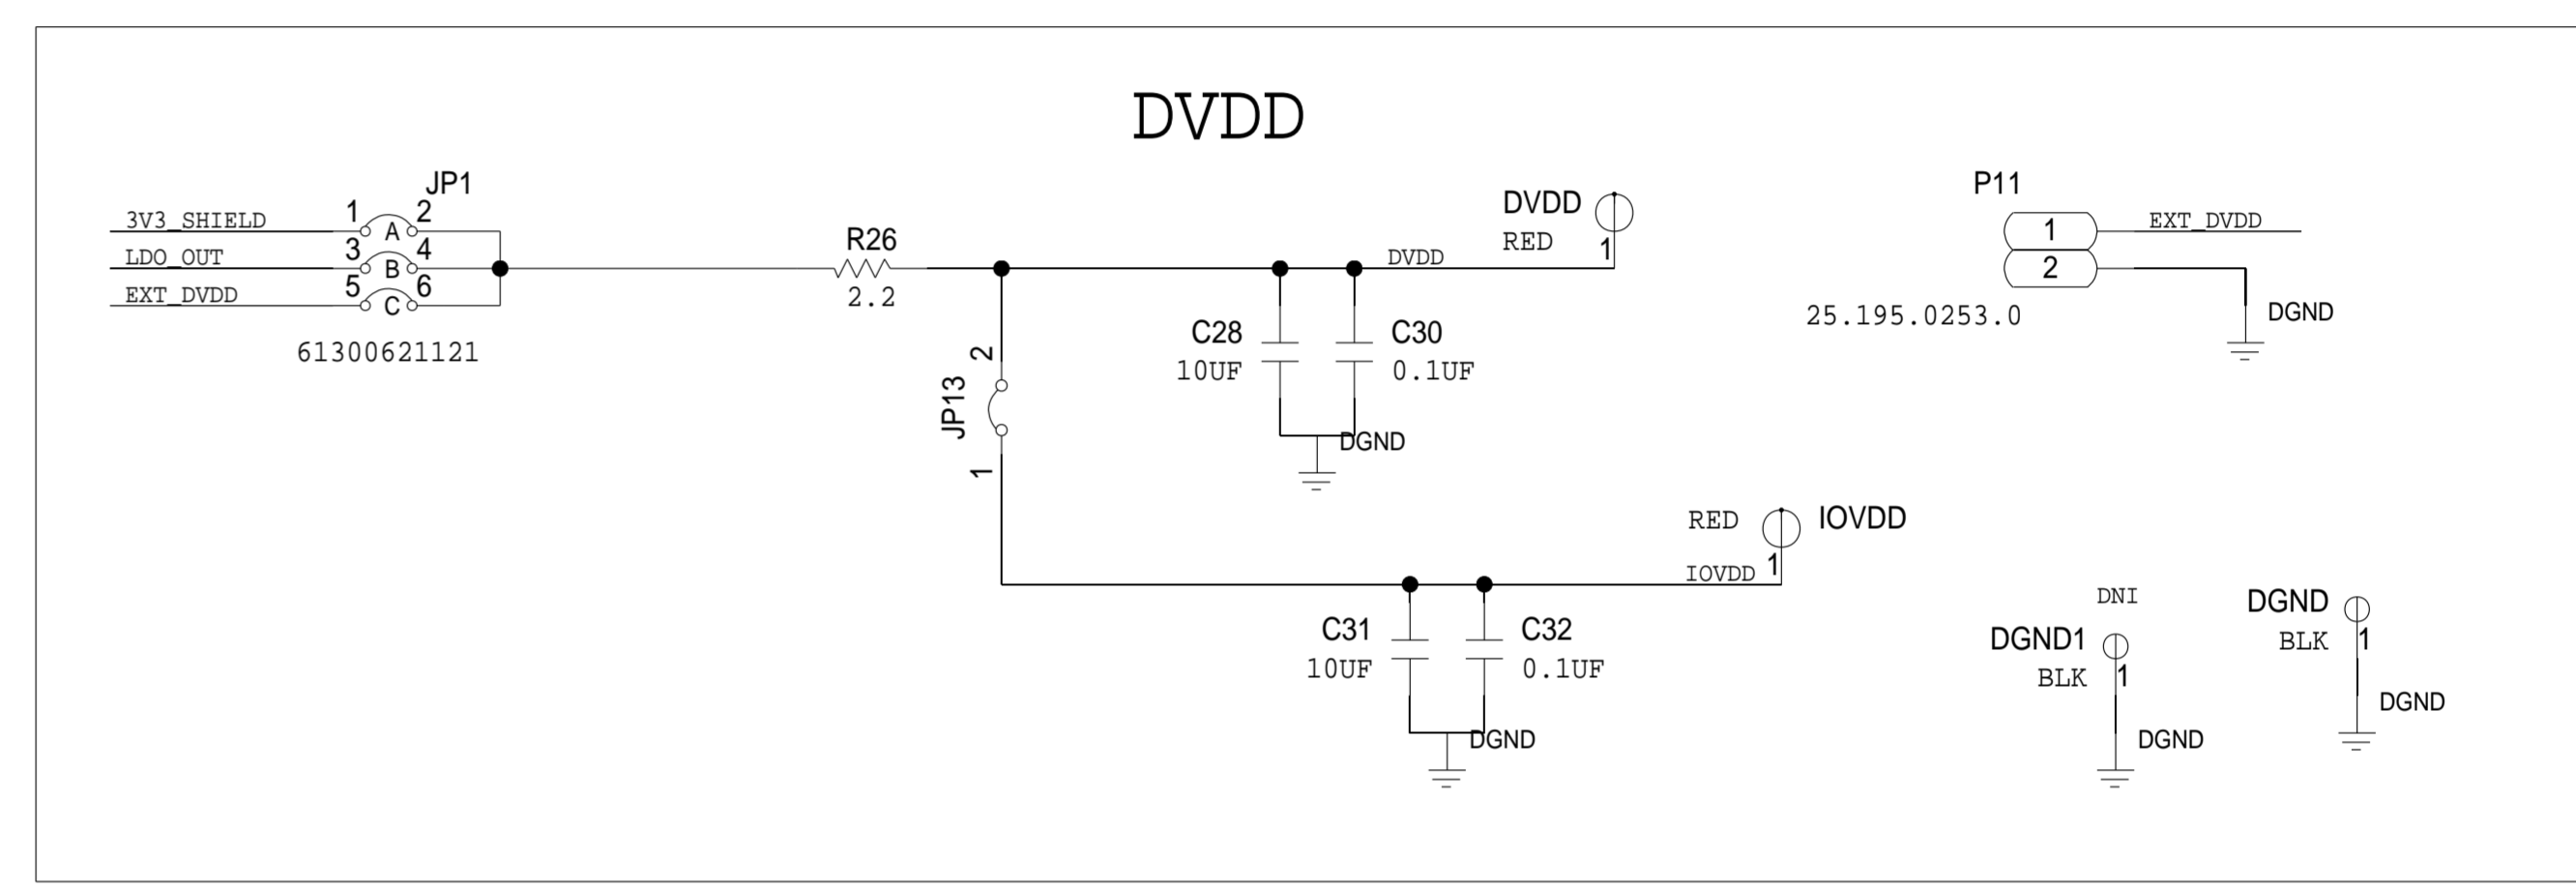 DVDD
JP1
3V3_SHIELD
1
2
A
LDO_OUT
3
4
B
EXT_DVDD
5
6
C
61300621121
R26
2.2
DVDD
RED
1
DVDD
P11
1
EXT_DVDD
2
25.195.0253.0
DGND
2
JP13
1
C28
10UF
C30
0.1UF
DGND
RED
IOVDD
IOVDD
1
C31
10UF
C32
0.1UF
DGND
DNI
DGND1
BLK
1
DGND
DGND
BLK
1
DGND